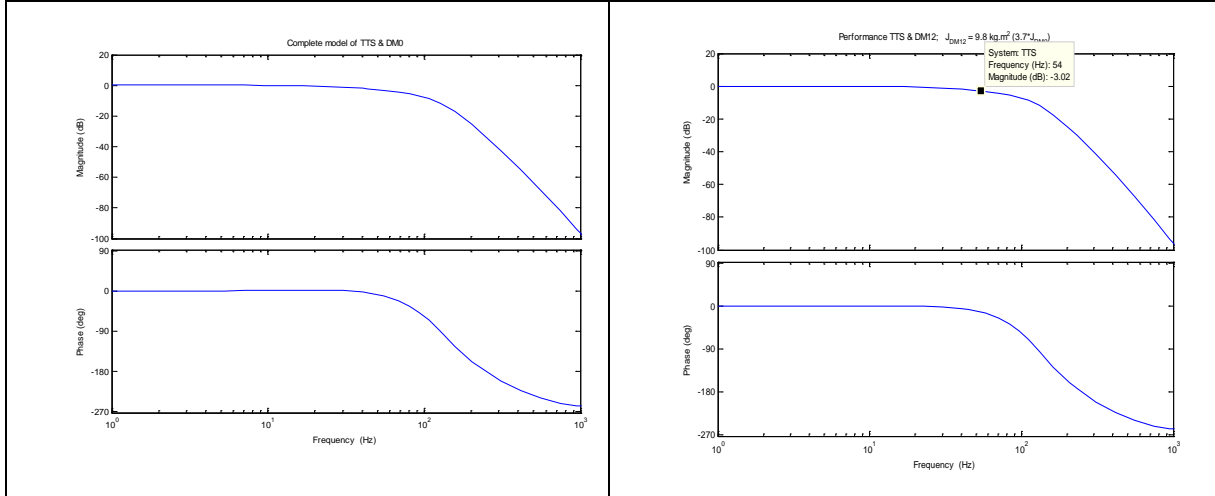 Complete model of TTS & DM0
20
0
-20
-40
-60
-80
-100
Magnitude (dB)
90
0
-90
-180
-270
Phase (deg)
10^0
10^1
10^2
10^3
Frequency (Hz)
Performance TTS & DM12; J_DM12 = 9.8 kg.m^2 (3.7*J_DM0)
System: TTS
Frequency (Hz): 54
Magnitude (dB): -3.02
20
0
-20
-40
-60
-80
-100
Magnitude (dB)
90
0
-90
-180
-270
Phase (deg)
10^0
10^1
10^2
10^3
Frequency (Hz)